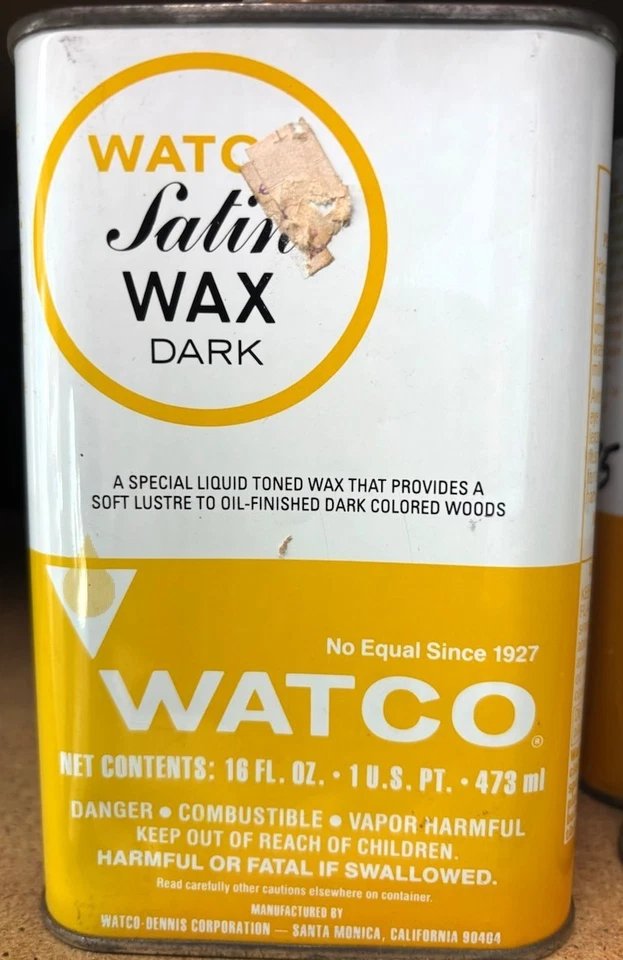 WATC
Satin
WAX
DARK
A SPECIAL LIQUID TONED WAX THAT PROVIDES A
SOFT LUSTRE TO OIL-FINISHED DARK COLORED WOODS
No Equal Since 1927
WATCO®
NET CONTENTS: 16 FL. OZ. • 1 U.S. PT. • 473 ml
DANGER • COMBUSTIBLE • VAPOR HARMFUL
KEEP OUT OF REACH OF CHILDREN.
HARMFUL OR FATAL IF SWALLOWED.
Read carefully other cautions elsewhere on container.
MANUFACTURED BY
WATCO-DENNIS CORPORATION — SANTA MONICA, CALIFORNIA 90404